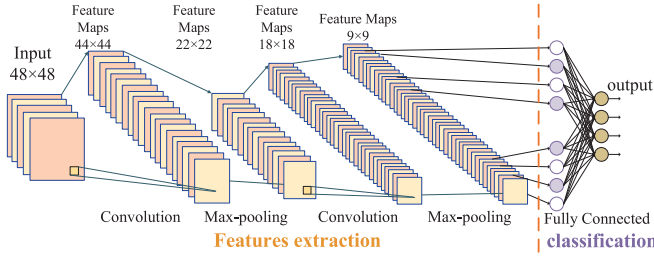 Input
48×48
Feature
Maps
44×44
Feature
Maps
22×22
Feature
Maps
18×18
Feature Maps
9×9
output
Convolution
Max-pooling
Convolution
Max-pooling
Fully Connected
Features extraction
classification